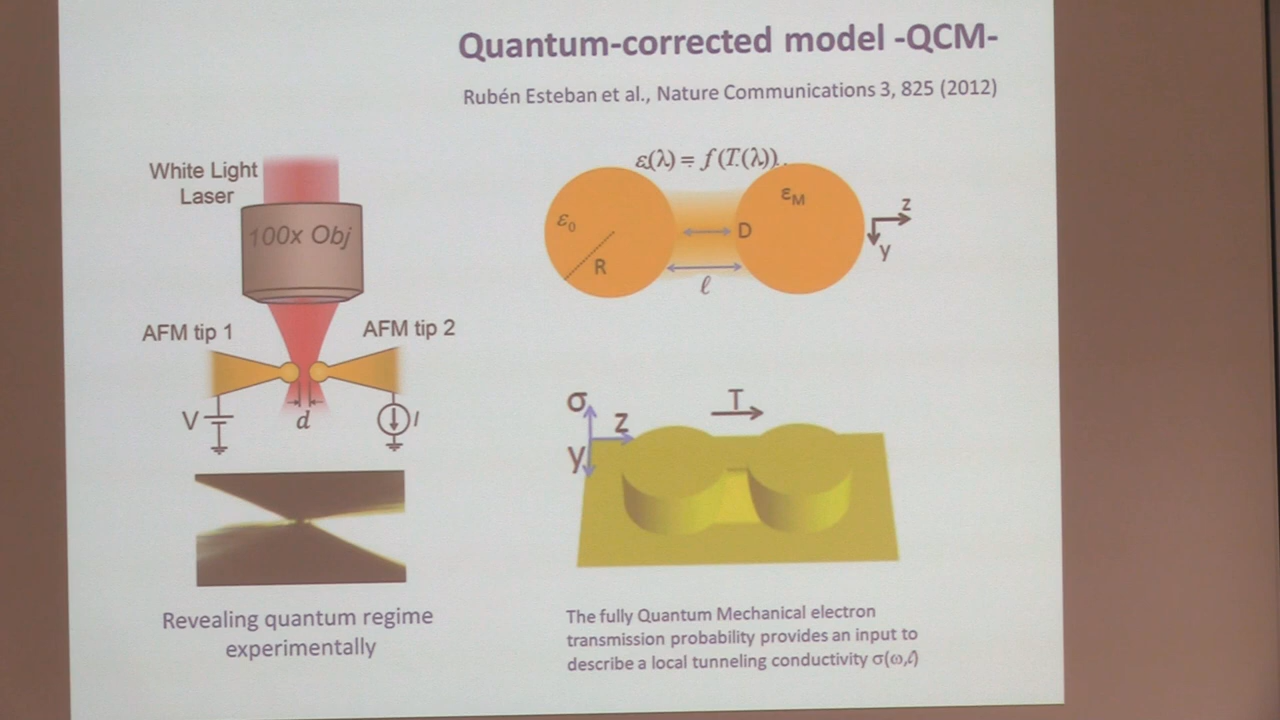 Quantum-corrected model -QCM-
Rubén Esteban et al., Nature Communications 3, 825 (2012)
White Light
Laser
100x Obj
AFM tip 1
AFM tip 2
V
d
I
Revealing quantum regime
experimentally
ε(λ) = f(T(λ))
ε₀
R
D
ℓ
εM
z
y
σ
z
y
T
The fully Quantum Mechanical electron
transmission probability provides an input to
describe a local tunneling conductivity σ(ω,ℓ)